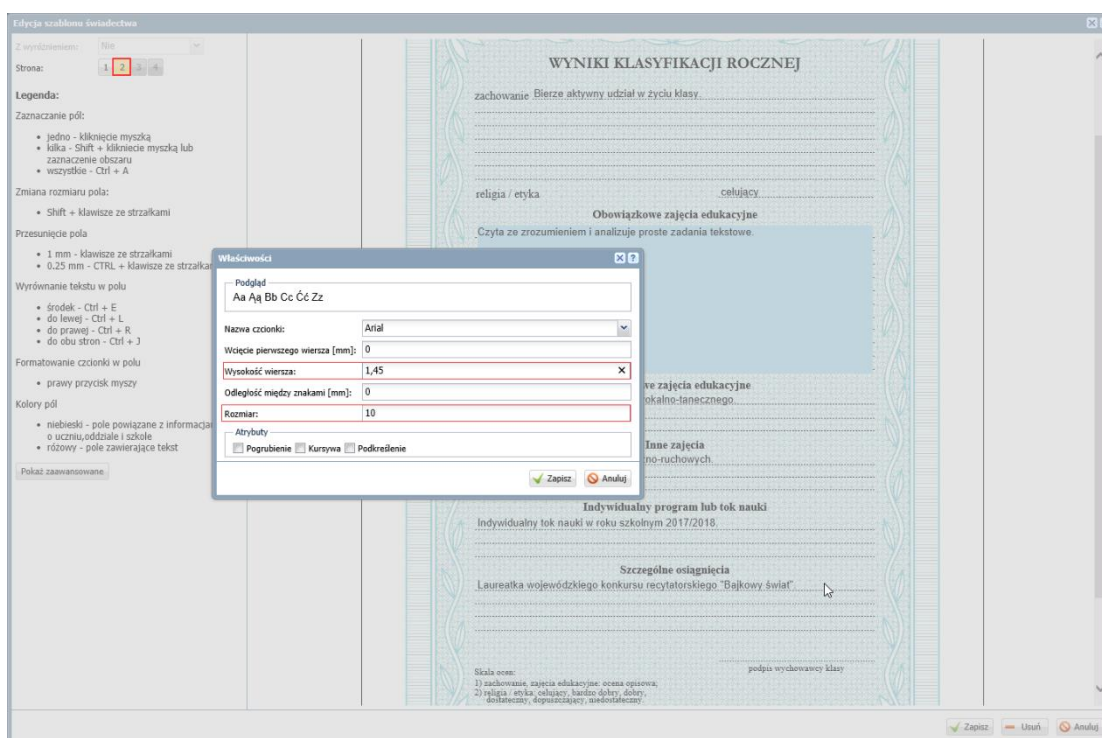 Edycja szablonu świadectwa
Z wyróżnieniem: Nie
Strona: 1 2 3 4
Legenda:
Zaznaczanie pól:
jedno - kliknięcie myszką
kilka - Shift + kliknięcie myszką lub
zaznaczenie obszaru
wszystkie - Ctrl + A
Zmiana rozmiaru pola:
Shift + klawisze ze strzałkami
Przesunięcie pola
1 mm - klawisze ze strzałkami
0.25 mm - CTRL + klawisze ze
Wyrównanie tekstu w polu
środek - Ctrl + E
do lewej - Ctrl + L
do prawej - Ctrl + R
do obu stron - Ctrl + J
Formatowanie czcionki w polu
prawy przycisk myszy
Kolory pól
niebieski - pole powiązane z
o uczniu,oddziale i szkole
różowy - pole zawierające tekst
Pokaż zaawansowane
WYNIKI KLASYFIKACJI ROCZNEJ
zachowanie Bierze aktywny udział w życiu klasy.
religia / etyka celujący
Obowiązkowe zajęcia edukacyjne
Czyta ze zrozumieniem i analizuje proste zadania tekstowe.
Właściwości
Podgląd
Aa Ąą Bb Cc Ćć Zz
Nazwa czcionki: Arial
Wcięcie pierwszego wiersza [mm]: 0
Wysokość wiersza: 1,45
Odległość między znakami [mm]: 0
Rozmiar: 10
Atrybuty
Pogrubienie Kursywa Podkreślenie
Zapisz Anuluj
zajęcia edukacyjne
okalno-tanecznego.
Inne zajęcia
no-ruchowych.
Indywidualny program lub tok nauki
Indywidualny tok nauki w roku szkolnym 2017/2018.
Szczególne osiągnięcia
Laureatka wojewódzkiego konkursu recytatorskiego "Bajkowy świat".
podpis wychowawcy klasy
Skala ocen:
1) zachowanie, zajęcia edukacyjne: ocena opisowa;
2) religia / etyka: celujący, bardzo dobry, dobry,
dostateczny, dopuszczający, niedostateczny.
Zapisz Usuń Anuluj